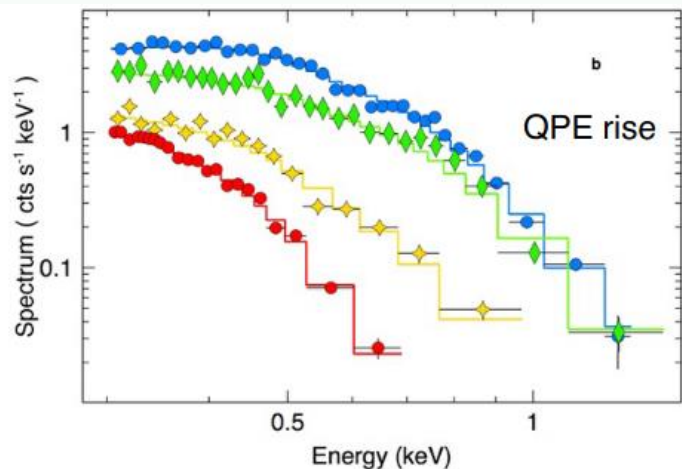 b
QPE rise
1
0.1
Spectrum ( cts s⁻¹ keV⁻¹ )
0.5
1
Energy (keV)